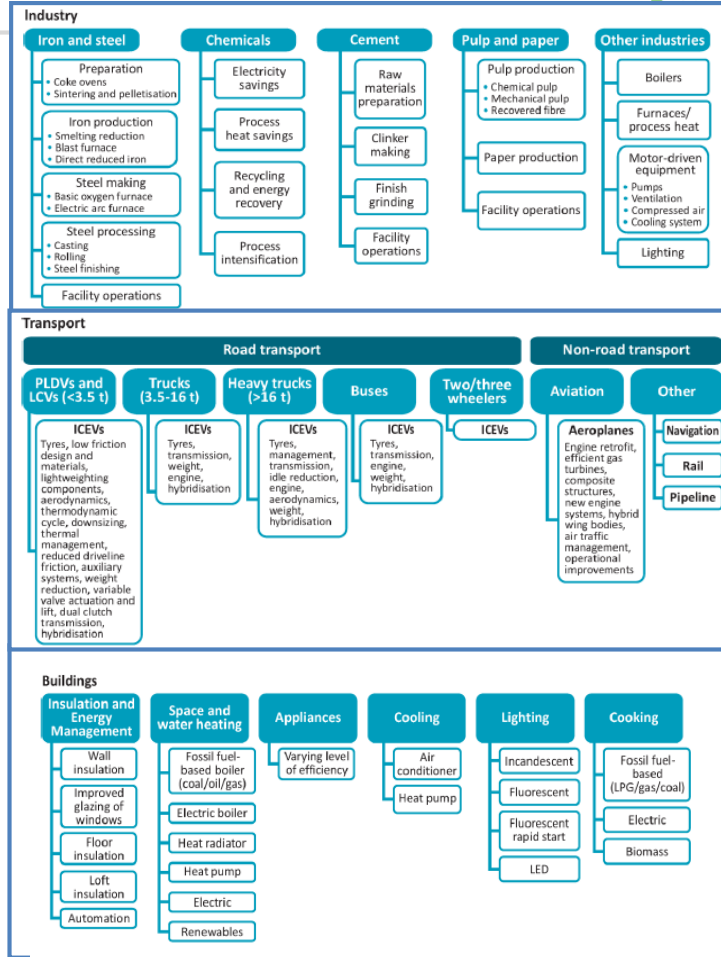 Industry
Iron and steel
Preparation
• Coke ovens
• Sintering and pelletisation
Iron production
• Smelting reduction
• Blast furnace
• Direct reduced iron
Steel making
• Basic oxygen furnace
• Electric arc furnace
Steel processing
• Casting
• Rolling
• Steel finishing
Facility operations
Chemicals
Electricity
savings
Process
heat savings
Recycling
and energy
recovery
Process
intensification
Cement
Raw
materials
preparation
Clinker
making
Finish
grinding
Facility
operations
Pulp and paper
Pulp production
• Chemical pulp
• Mechanical pulp
• Recovered fibre
Paper production
Facility operations
Other industries
Boilers
Furnaces/
process heat
Motor-driven
equipment
• Pumps
• Ventilation
• Compressed air
• Cooling system
Lighting
Transport
Road transport
PLDVs and
LCVs (<3.5 t)
ICEVs
Tyres, low friction
design and
materials,
lightweighting
components,
aerodynamics,
thermodynamic
cycle, downsizing,
thermal
management,
reduced driveline
friction, auxiliary
systems, weight
reduction, variable
valve actuation and
lift, dual clutch
transmission,
hybridisation
Trucks
(3.5-16 t)
ICEVs
Tyres,
transmission,
weight,
engine,
hybridisation
Heavy trucks
(>16 t)
ICEVs
Tyres,
management,
transmission,
idle reduction,
engine,
aerodynamics,
weight,
hybridisation
Buses
ICEVs
Tyres,
transmission,
engine,
weight,
hybridisation
Two/three
wheelers
ICEVs
Non-road transport
Aviation
Aeroplanes
Engine retrofit,
efficient gas
turbines,
composite
structures,
new engine
systems, hybrid
wing bodies,
air traffic
management,
operational
improvements
Other
Navigation
Rail
Pipeline
Buildings
Insulation and
Energy
Management
Wall
insulation
Improved
glazing of
windows
Floor
insulation
Loft
insulation
Automation
Space and
water heating
Fossil fuel-
based boiler
(coal/oil/gas)
Electric boiler
Heat radiator
Heat pump
Electric
Renewables
Appliances
Varying level
of efficiency
Cooling
Air
conditioner
Heat pump
Lighting
Incandescent
Fluorescent
Fluorescent
rapid start
LED
Cooking
Fossil fuel-
based
(LPG/gas/coal)
Electric
Biomass